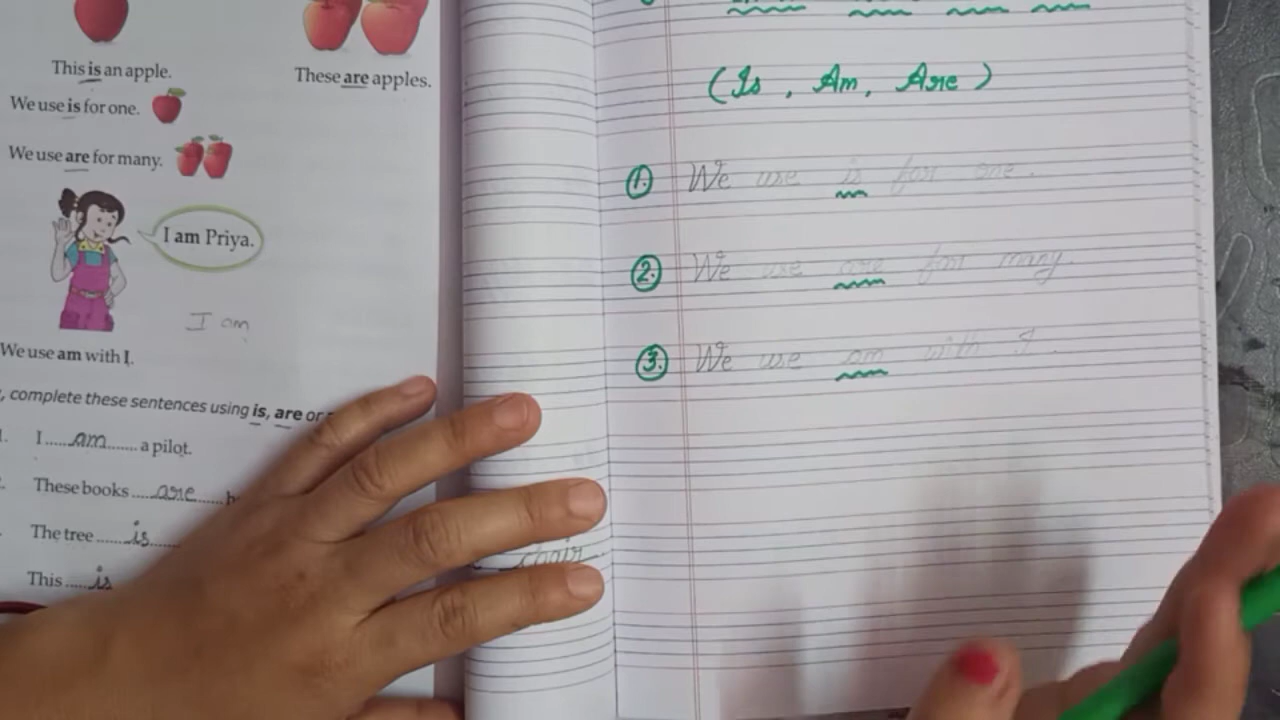 This is an apple.
These are apples.
We use is for one.
We use are for many.
I am Priya.
I am
We use am with I.
, complete these sentences using is, are or
1. I ..... am ....... a pilot.
These books ..... are ...... h
The tree ...... is ......
This ..... is
chair
(Is, Am, Are)
1. We use is for one.
2. We use are for many.
3. We use am with I.